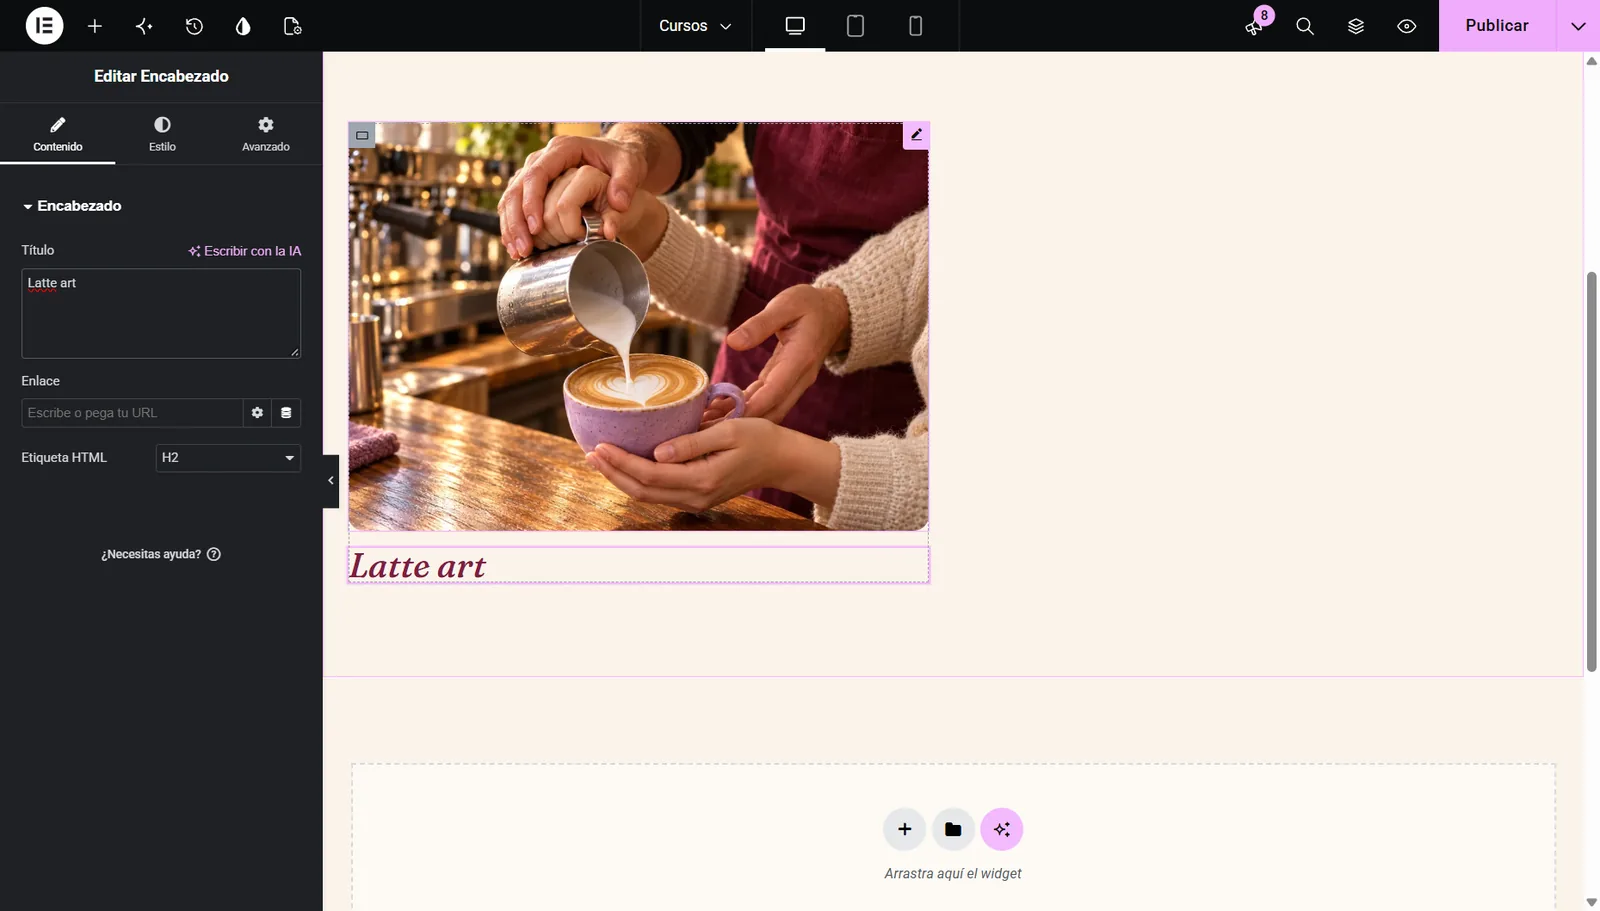 Cursos
8
Publicar
Editar Encabezado
Contenido
Estilo
Avanzado
Encabezado
Título
Escribir con la IA
Latte art
Enlace
Escribe o pega tu URL
Etiqueta HTML
H2
¿Necesitas ayuda?
Latte art
Arrastra aquí el widget